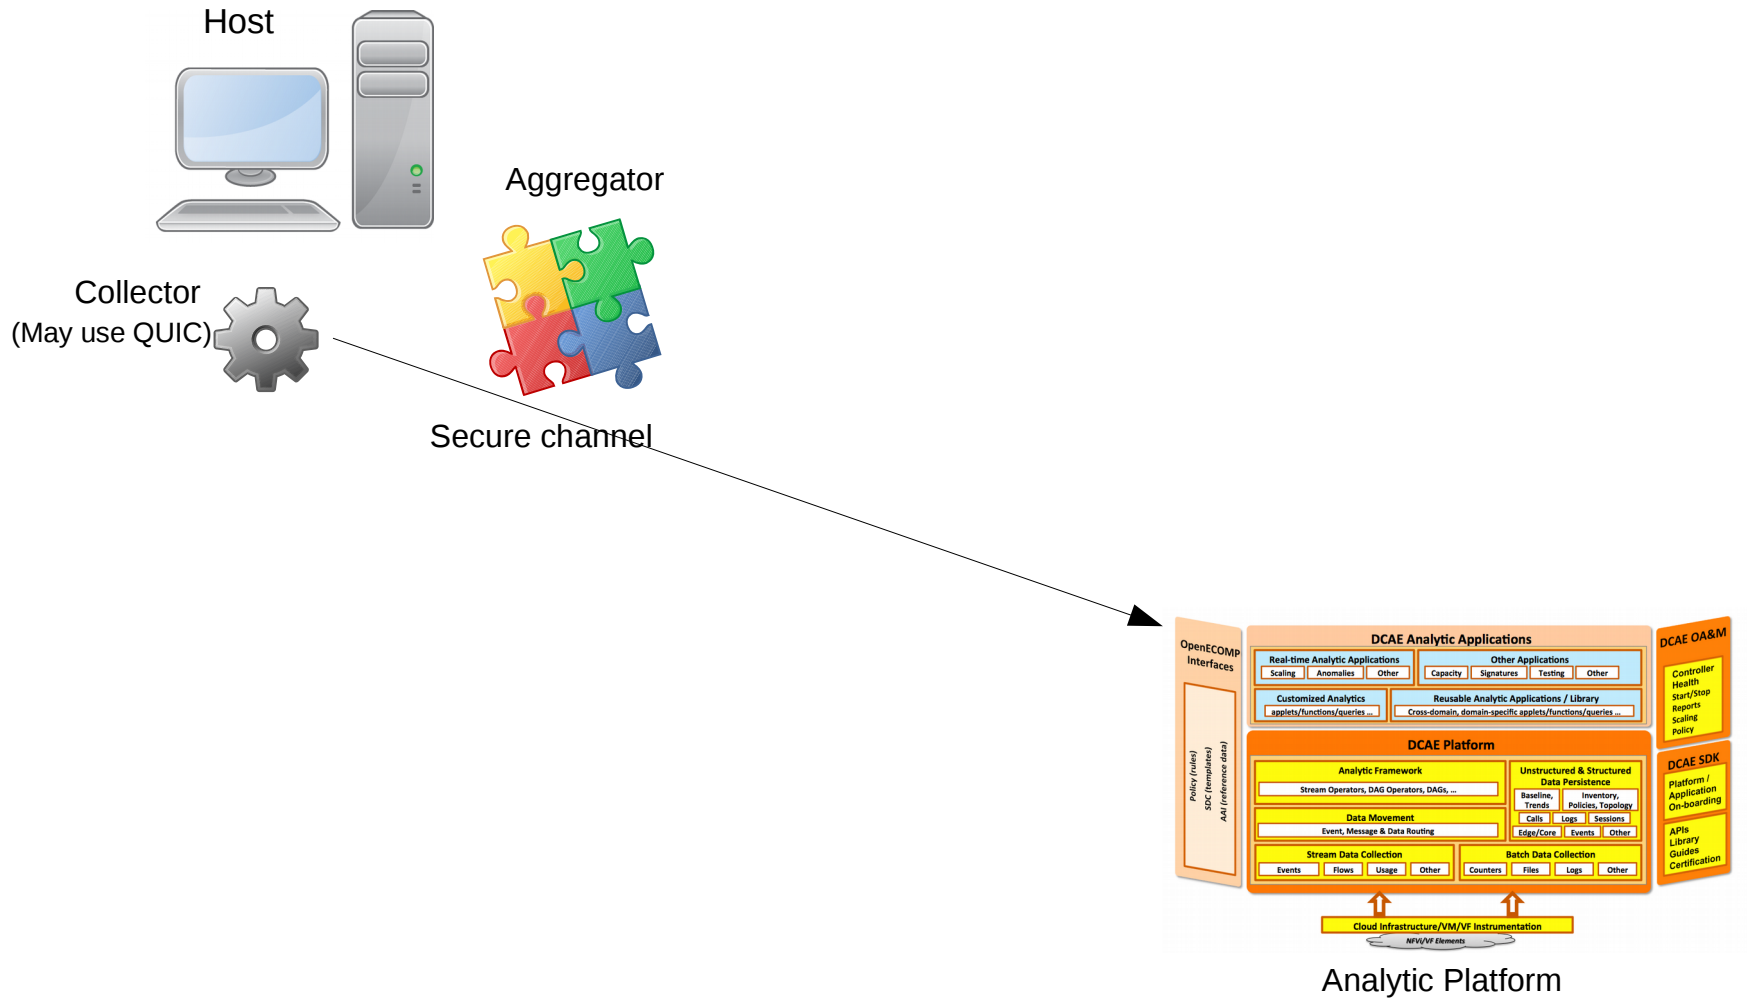 Host
Aggregator
Collector
(May use QUIC)
Secure channel
OpenECOMP
Interfaces
Policy (rules)
SDC (templates)
AAI (reference data)
DCAE Analytic Applications
Real-time Analytic Applications
Scaling
Anomalies
Other
Other Applications
Capacity
Signatures
Testing
Other
Customized Analytics
applets/functions/queries ...
Reusable Analytic Applications / Library
Cross-domain, domain-specific applets/functions/queries ...
DCAE Platform
Analytic Framework
Stream Operators, DAG Operators, DAGs, ...
Data Movement
Event, Message & Data Routing
Unstructured & Structured
Data Persistence
Baseline,
Trends
Inventory,
Policies, Topology
Calls
Logs
Sessions
Edge/Core
Events
Other
Stream Data Collection
Events
Flows
Usage
Other
Batch Data Collection
Counters
Files
Logs
Other
DCAE OA&M
Controller
Health
Start/Stop
Reports
Scaling
Policy
DCAE SDK
Platform /
Application
On-boarding
APIs
Library
Guides
Certification
Cloud Infrastructure/VM/VF Instrumentation
NFVI/VF Elements
Analytic Platform